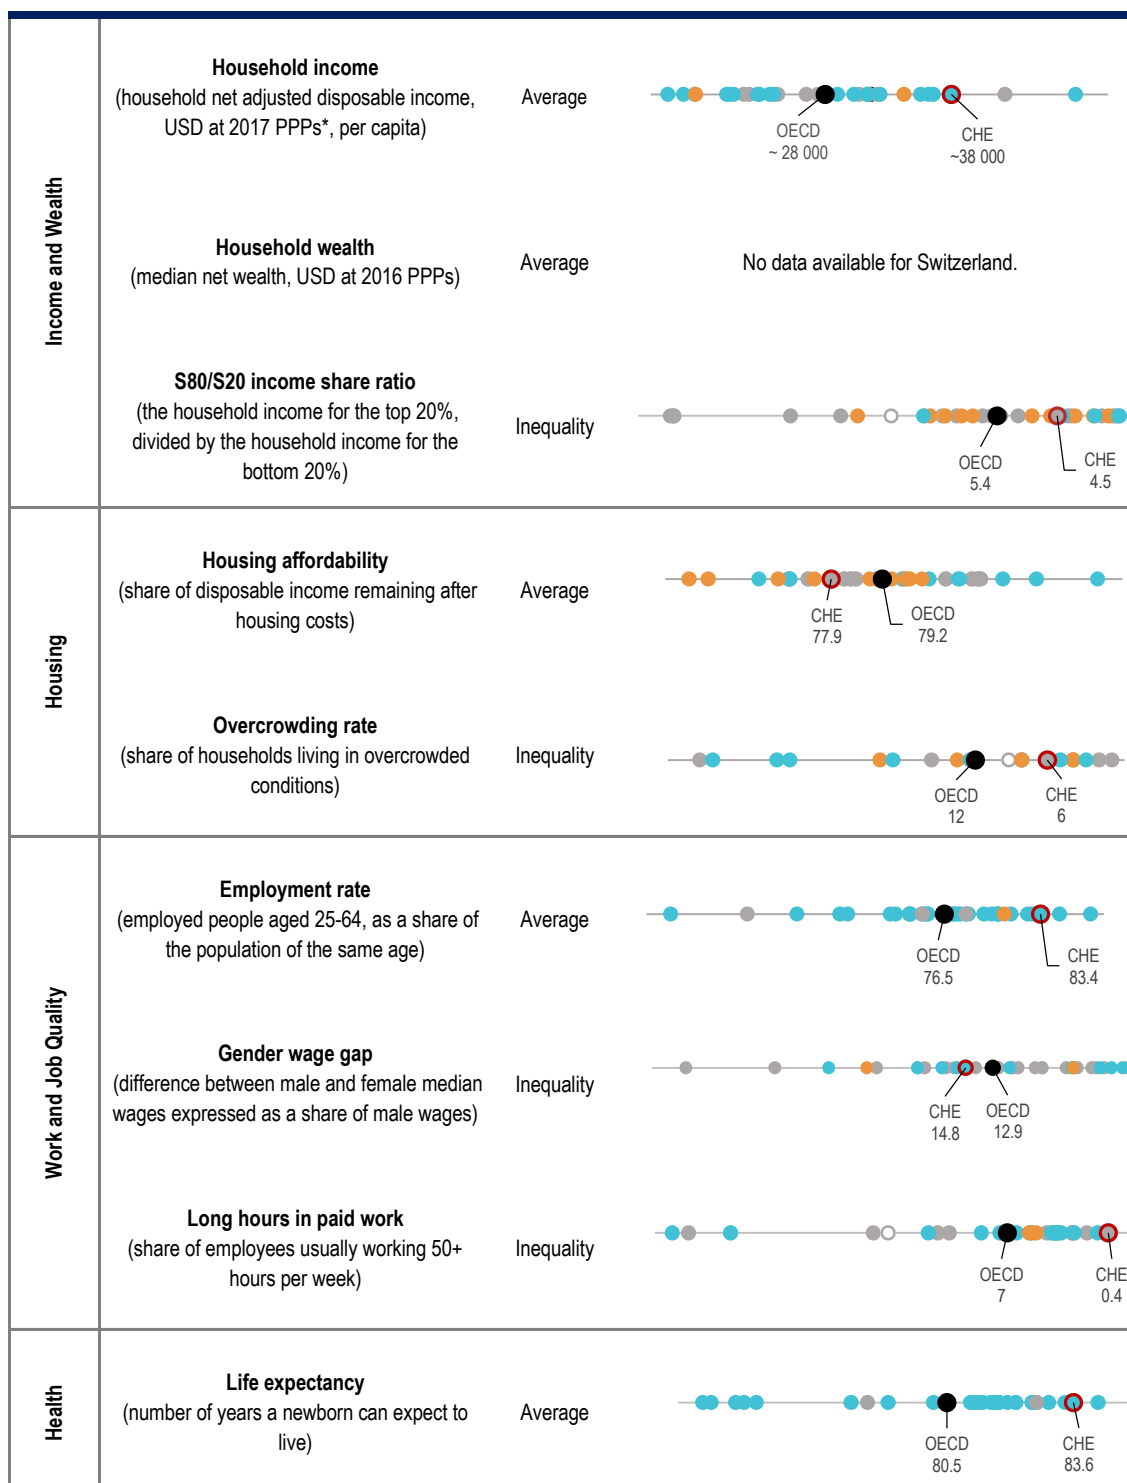 Income and Wealth
Household income
(household net adjusted disposable income,
USD at 2017 PPPs*, per capita)
Average
OECD
~ 28 000
CHE
~38 000
Household wealth
(median net wealth, USD at 2016 PPPs)
Average
No data available for Switzerland.
S80/S20 income share ratio
(the household income for the top 20%,
divided by the household income for the
bottom 20%)
Inequality
OECD
5.4
CHE
4.5
Housing
Housing affordability
(share of disposable income remaining after
housing costs)
Average
CHE
77.9
OECD
79.2
Overcrowding rate
(share of households living in overcrowded
conditions)
Inequality
OECD
12
CHE
6
Work and Job Quality
Employment rate
(employed people aged 25-64, as a share of
the population of the same age)
Average
OECD
76.5
CHE
83.4
Gender wage gap
(difference between male and female median
wages expressed as a share of male wages)
Inequality
CHE
14.8
OECD
12.9
Long hours in paid work
(share of employees usually working 50+
hours per week)
Inequality
OECD
7
CHE
0.4
Health
Life expectancy
(number of years a newborn can expect to
live)
Average
OECD
80.5
CHE
83.6